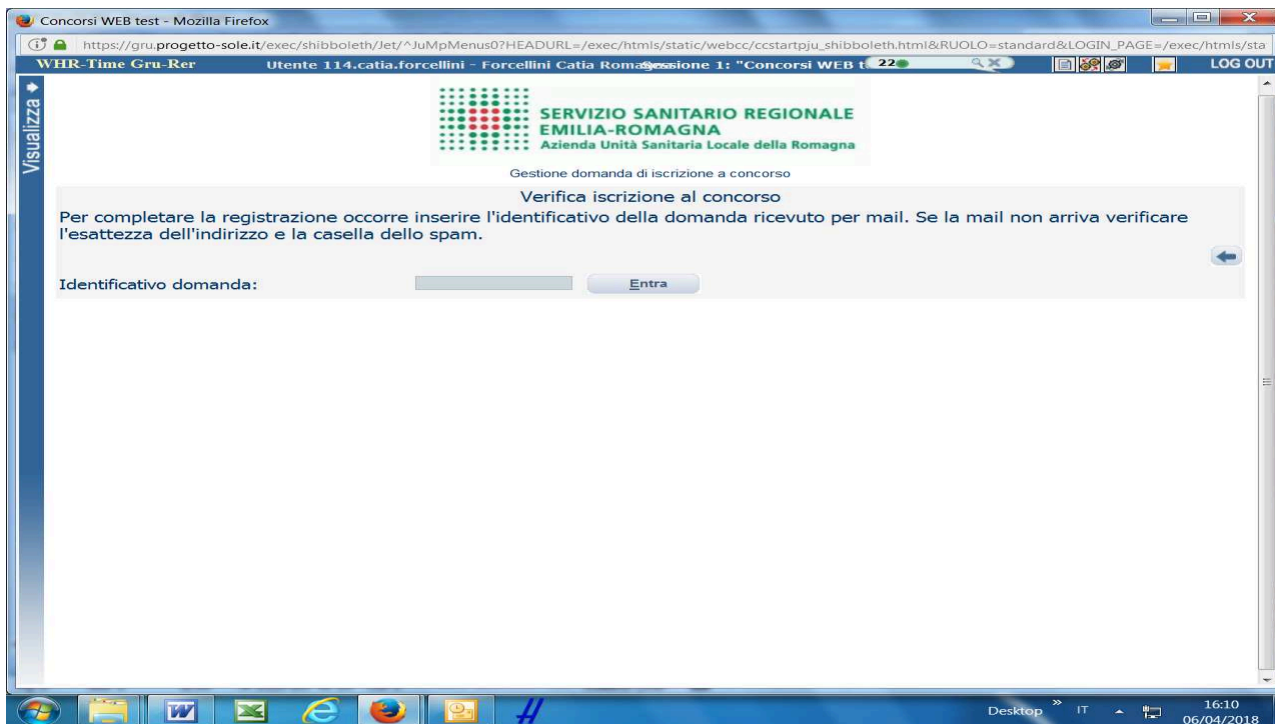 Concorsi WEB test - Mozilla Firefox
https://gru.progetto-sole.it/exec/shibboleth/Jet/^JuMpMenus0?HEADURL=/exec/htmls/static/webcc/ccstartpju_shibboleth.html&RUOLO=standard&LOGIN_PAGE=/exec/htmls/sta
WHR-Time Gru-Rer Utente 114.catia.forcellini - Forcellini Catia 1: "Concorsi WEB t 22 LOG OUT
Visualizza
SERVIZIO SANITARIO REGIONALE
EMILIA-ROMAGNA
Azienda Unità Sanitaria Locale della Romagna
Gestione domanda di iscrizione a concorso
Verifica iscrizione al concorso
Per completare la registrazione occorre inserire l'identificativo della domanda ricevuto per mail. Se la mail non arriva verificare
l'esattezza dell'indirizzo e la casella dello spam.
Identificativo domanda: Entra
Desktop » IT 16:10
06/04/2018